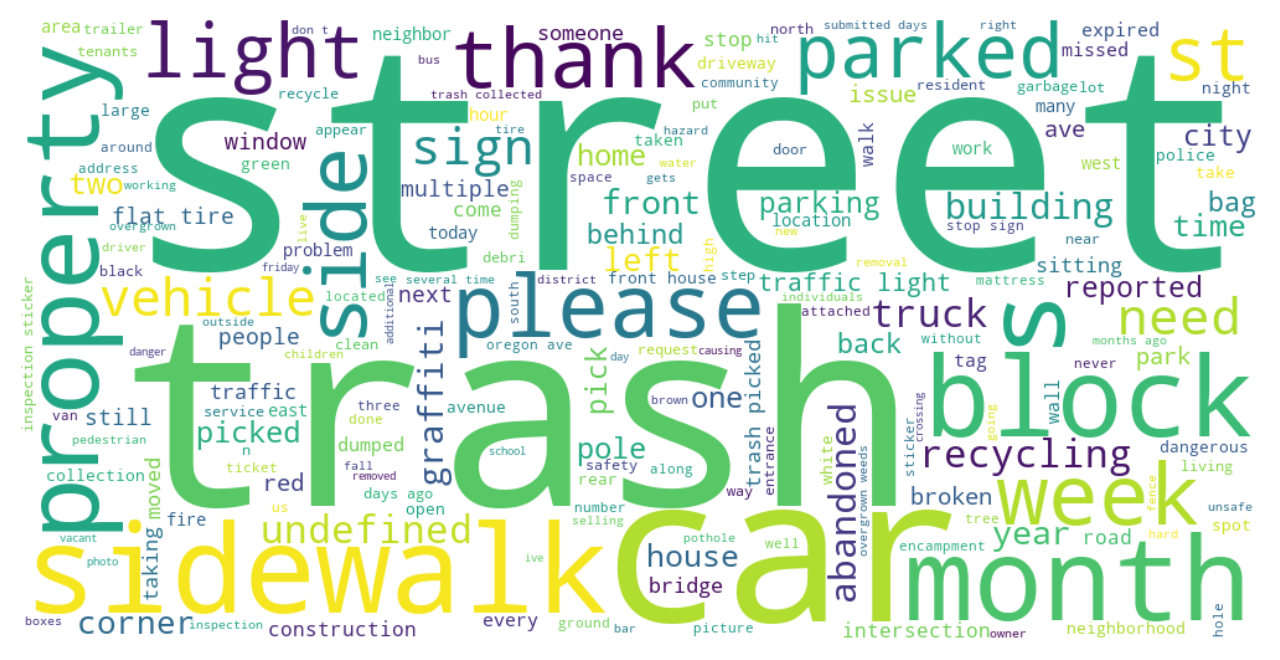 area
trailer
don t
neighbor
someone
north
submitted days
right
expired
tenants
light
thank
stop
hit
parked
missed
st
bus
driveway
recycle
trash collected
community
issue
resident
garbage
lot
night
large
put
many
property
street
around
window
appear
hour
tire
hazard
taken
sign
home
door
walk
work
ave
west
city
police
address
green
side
space
water
gets
take
two
working
multiple
front
parking
building
bag
flat tire
come
dumping
location
stop sign
time
overgrown
live
today
behind
new
near
driver
problem
left
high
removal
debri
sitting
black
friday
see
several time
district
front house
step
traffic light
mattress
inspection sticker
vehicle
located
additional
next
please
south
individuals
attached
truck
reported
s
need
outside
people
clean
graffiti
oregon ave
day
request
causing
back
without
months ago
danger
children
trash
pick
tag
never
park
block
van
still
traffic
three
avenue
brown
one
trash picked
wall
crossing
going
service
east
done
pedestrian
n
picked
dumped
pole
entrance
white
abandoned
sticker
recycling
dangerous
collection
moved
ticket
fall
school
safety
along
living
red
removed
rear
way
overgrown weeds
broken
week
fence
us
days ago
open
number
selling
unsafe
taking
fire
undefined
tree
hard
spot
vacant
sidewalk
car
pothole
well
year
road
photo
ive
house
encampment
month
bridge
boxes
corner
inspection
construction
every
ground
bar
picture
intersection
owner
neighborhood
hole